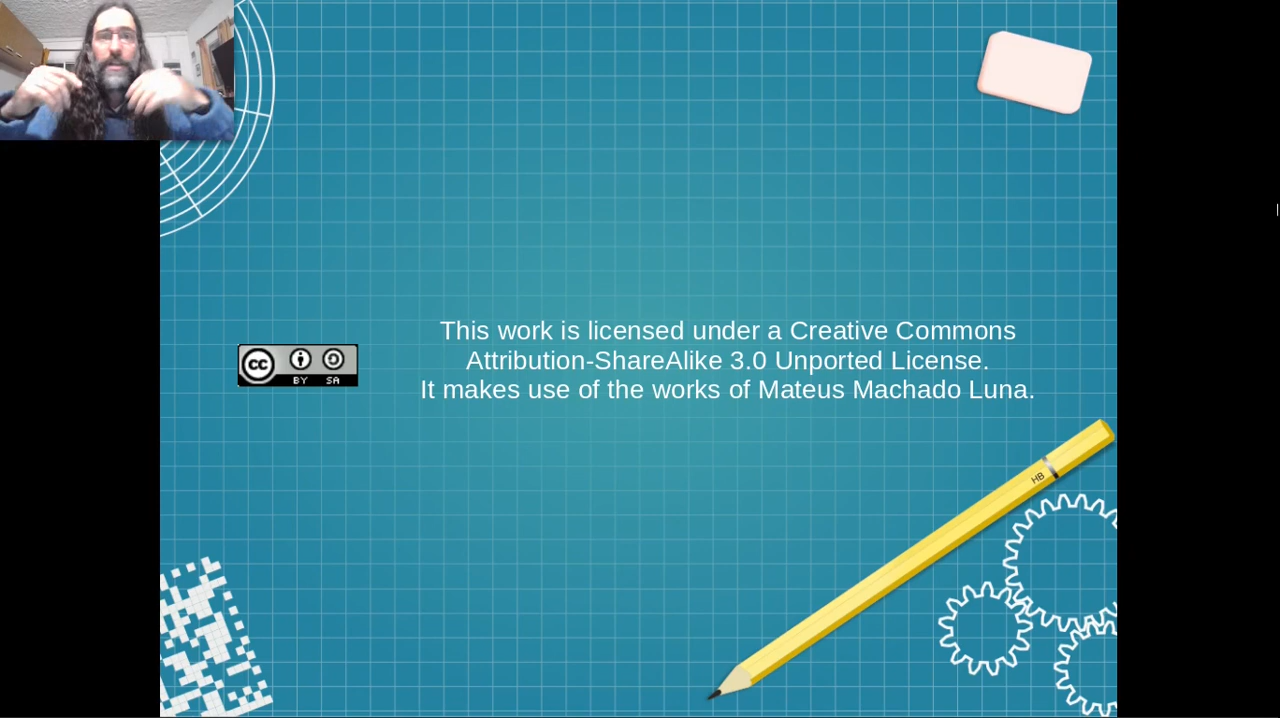 This work is licensed under a Creative Commons
Attribution-ShareAlike 3.0 Unported License.
It makes use of the works of Mateus Machado Luna.
cc
BY SA
HB